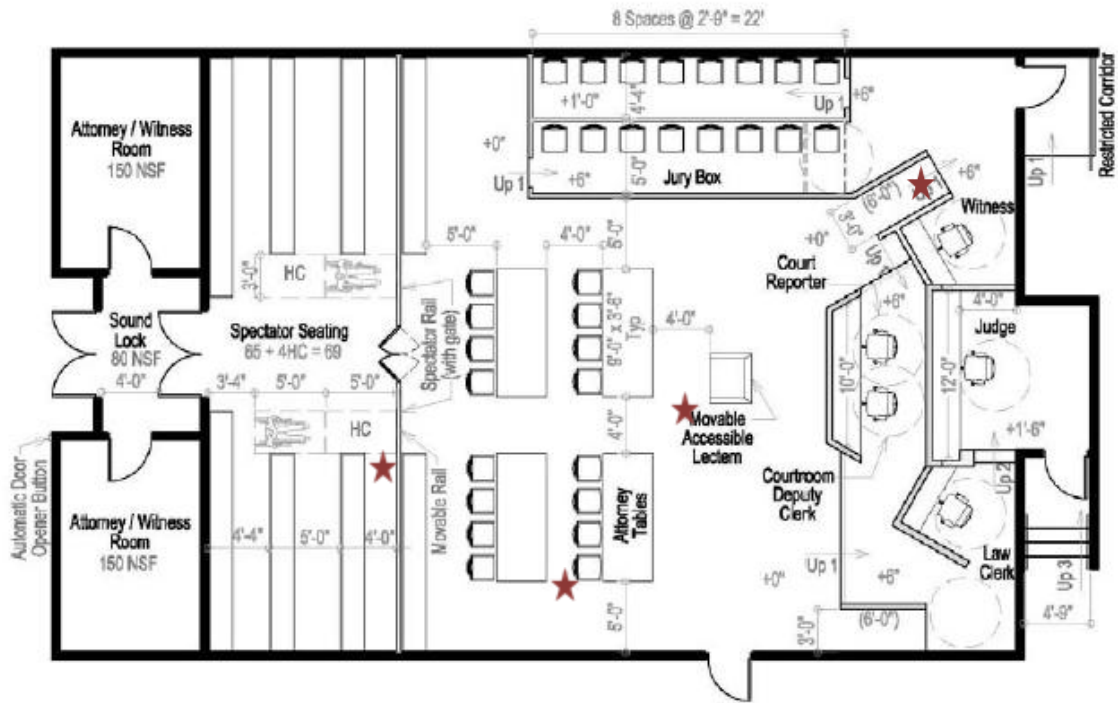 8 Spaces @ 2'-9" = 22'
Attorney / Witness
Room
150 NSF
+1'-0"
4'-4"
Up 1
+6"
Restricted Corridor
+0"
Up 1
+6"
5'-0"
Jury Box
(6'-0")
+6"
Up 1
3'-0"
Witness
+0"
5'-0"
4'-0"
5'-0"
Court
Reporter
3'-0"
HC
+6"
Sound
Lock
80 NSF
Spectator Seating
65 + 4HC = 69
Spectator Rail
(with gate)
9'-0" x 3'-6"
Typ
4'-0"
4'-0"
Judge
10'-0"
12'-0"
4'-0"
3'-4"
5'-0"
5'-0"
HC
4'-0"
Movable
Accessible
Lectern
+1'-6"
Up 2
Automatic Door
Opener Button
Movable Rail
Courtroom
Deputy
Clerk
Attorney / Witness
Room
150 NSF
4'-4"
5'-0"
4'-0"
Attorney
Tables
Up 1
+0"
+6"
Law
Clerk
Up 3
5'-0"
3'-0"
(6'-0")
4'-9"